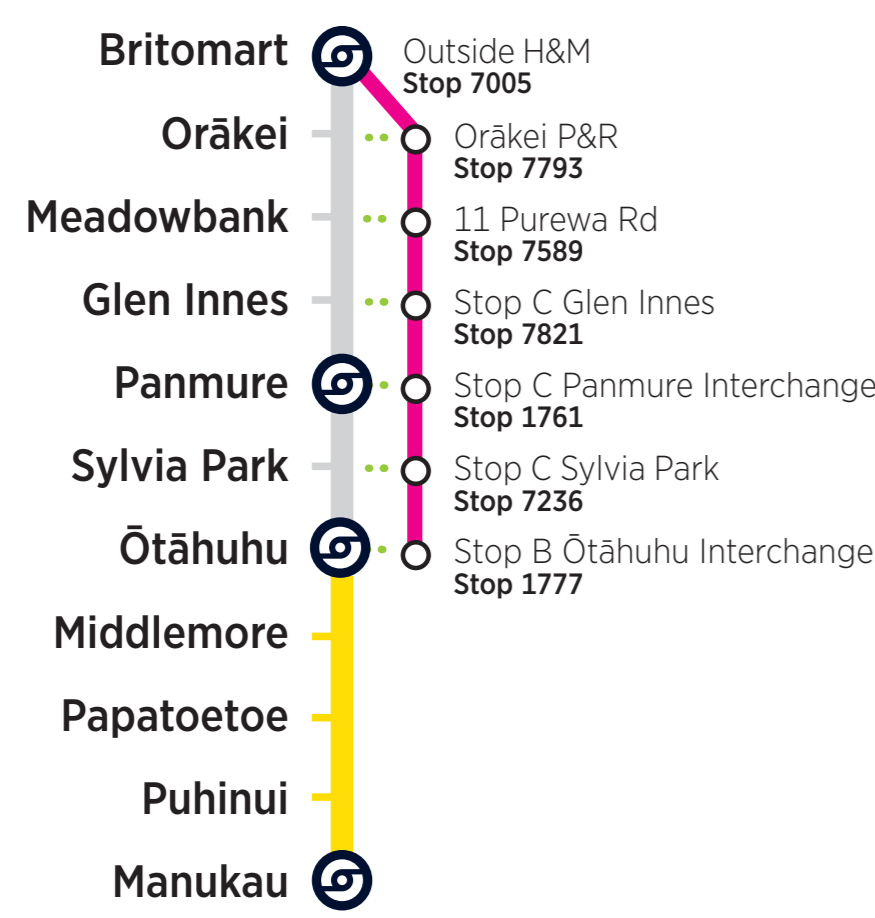 Britomart
Outside H&M
Stop 7005
Orākei
Orākei P&R
Stop 7793
Meadowbank
11 Purewa Rd
Stop 7589
Glen Innes
Stop C Glen Innes
Stop 7821
Panmure
Stop C Panmure Interchange
Stop 1761
Sylvia Park
Stop C Sylvia Park
Stop 7236
Ōtāhuhu
Stop B Ōtāhuhu Interchange
Stop 1777
Middlemore
Papatoetoe
Puhinui
Manukau